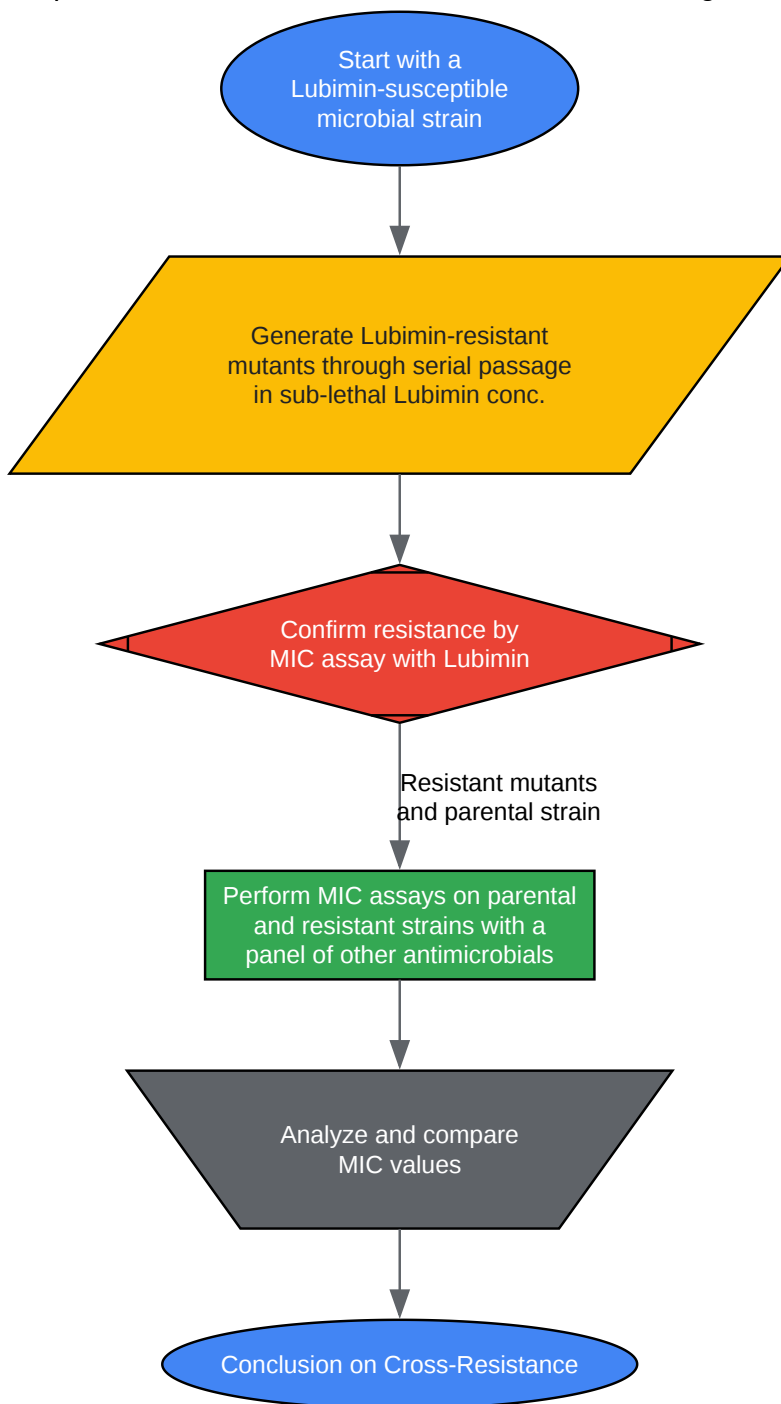 Start with a
Lubimin-susceptible
microbial strain
Generate Lubimin-resistant
mutants through serial passage
in sub-lethal Lubimin conc.
Confirm resistance by
MIC assay with Lubimin
Resistant mutants
and parental strain
Perform MIC assays on parental
and resistant strains with a
panel of other antimicrobials
Analyze and compare
MIC values
Conclusion on Cross-Resistance